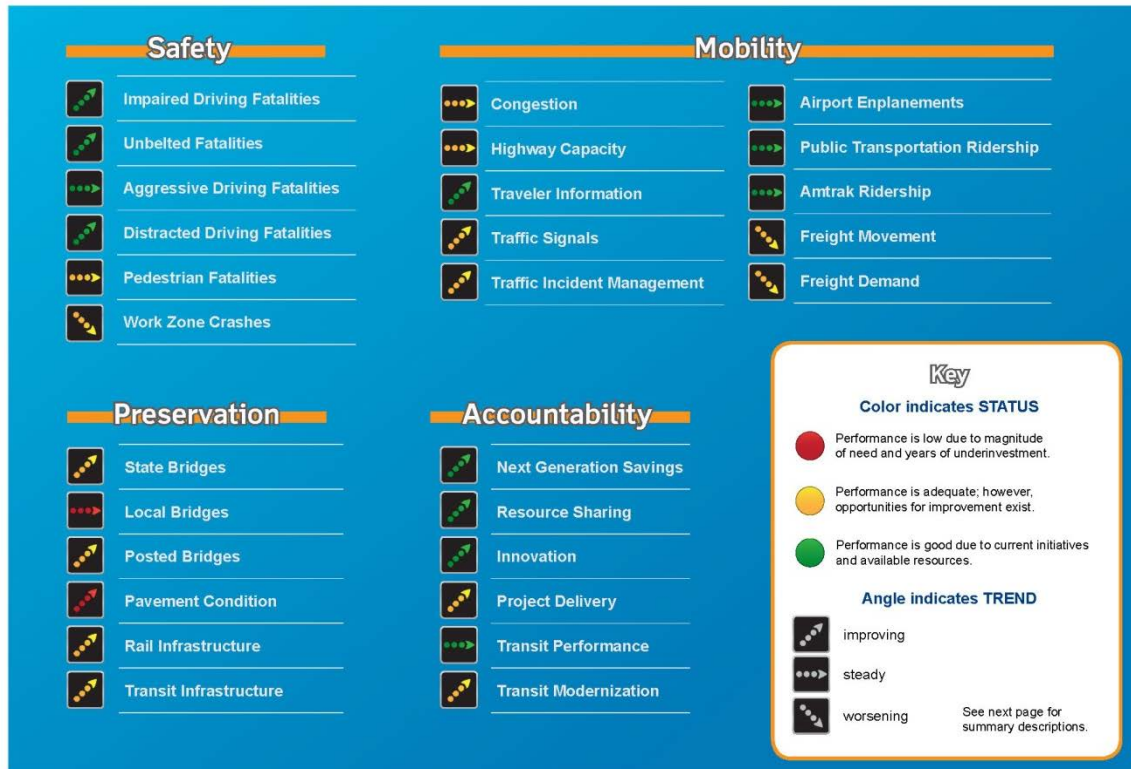 Safety
Impaired Driving Fatalities
Unbelted Fatalities
Aggressive Driving Fatalities
Distracted Driving Fatalities
Pedestrian Fatalities
Work Zone Crashes
Mobility
Congestion
Highway Capacity
Traveler Information
Traffic Signals
Traffic Incident Management
Airport Enplanements
Public Transportation Ridership
Amtrak Ridership
Freight Movement
Freight Demand
Preservation
State Bridges
Local Bridges
Posted Bridges
Pavement Condition
Rail Infrastructure
Transit Infrastructure
Accountability
Next Generation Savings
Resource Sharing
Innovation
Project Delivery
Transit Performance
Transit Modernization
Key
Color indicates STATUS
Performance is low due to magnitude
of need and years of underinvestment.
Performance is adequate; however,
opportunities for improvement exist.
Performance is good due to current initiatives
and available resources.
Angle indicates TREND
improving
steady
worsening
See next page for
summary descriptions.